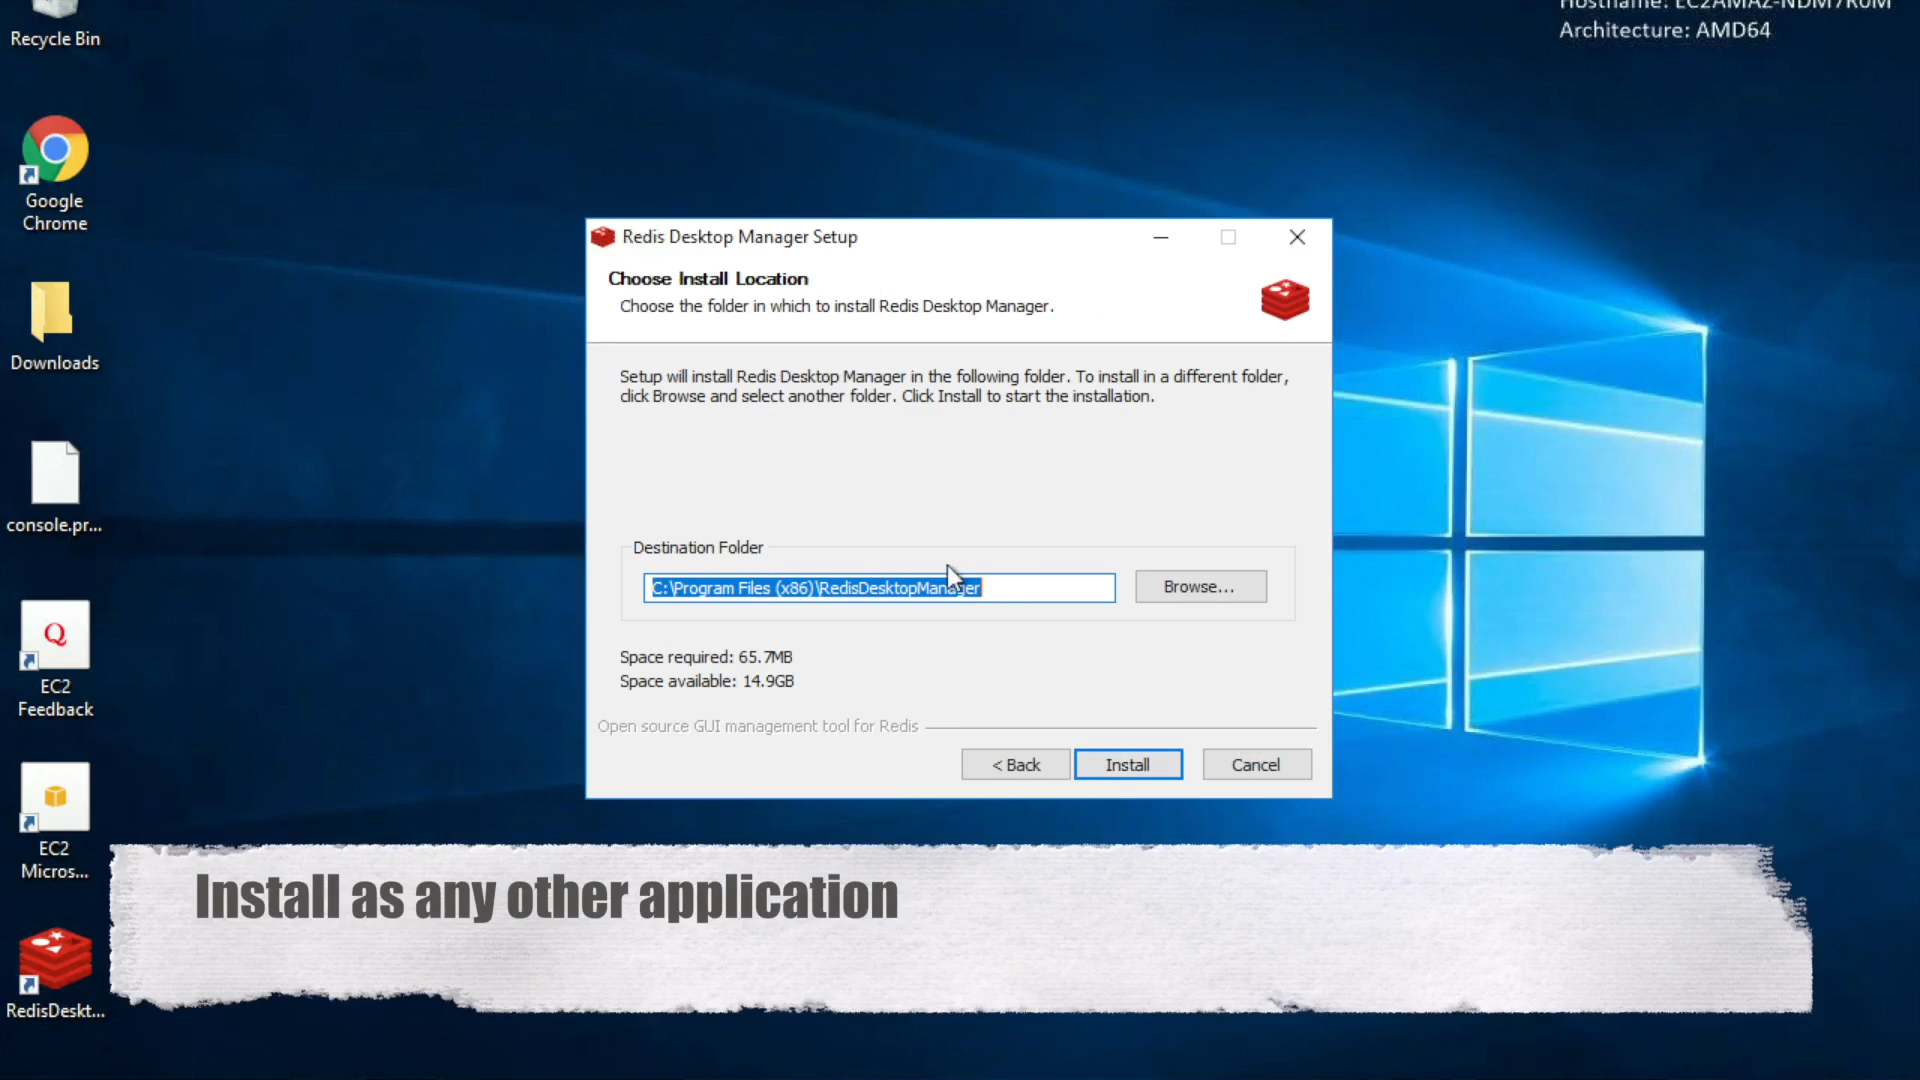 Hostname: EC2AMAZ-NDM7R0M
Architecture: AMD64
Recycle Bin
Google
Chrome
Downloads
console.pr...
EC2
Feedback
EC2
Micros...
RedisDeskt...
Redis Desktop Manager Setup
Choose Install Location
Choose the folder in which to install Redis Desktop Manager.
Setup will install Redis Desktop Manager in the following folder. To install in a different folder,
click Browse and select another folder. Click Install to start the installation.
Destination Folder
C:\Program Files (x86)\RedisDesktopManager
Browse...
Space required: 65.7MB
Space available: 14.9GB
Open source GUI management tool for Redis
< Back
Install
Cancel
Install as any other application